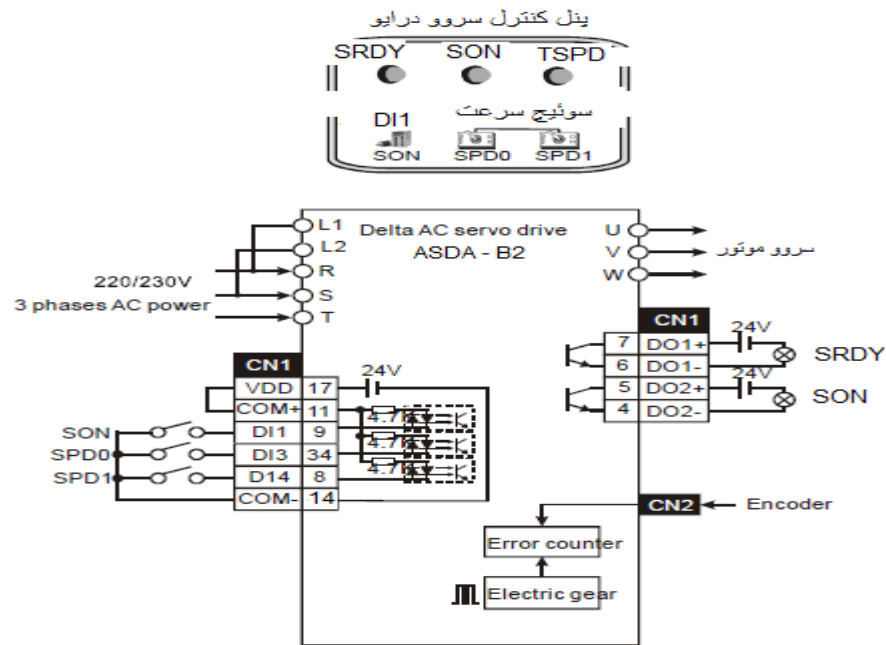 پنل کنترل سروو درایو
SRDY SON TSPD
DI1 سوئیچ سرعت
SON SPD0 SPD1
L1 Delta AC servo drive U
L2 ASDA - B2 V سروو موتور
R W
220/230V
S
3 phases AC power
T
CN1
7 DO1+ 24V
6 DO1- SRDY
5 DO2+ 24V
4 DO2- SON
CN1
VDD 17 24V
COM+ 11 4.7K
SON DI1 9 4.7K
SPD0 DI3 34 4.7K
SPD1 D14 8
COM- 14
CN2 Encoder
Error counter
Electric gear